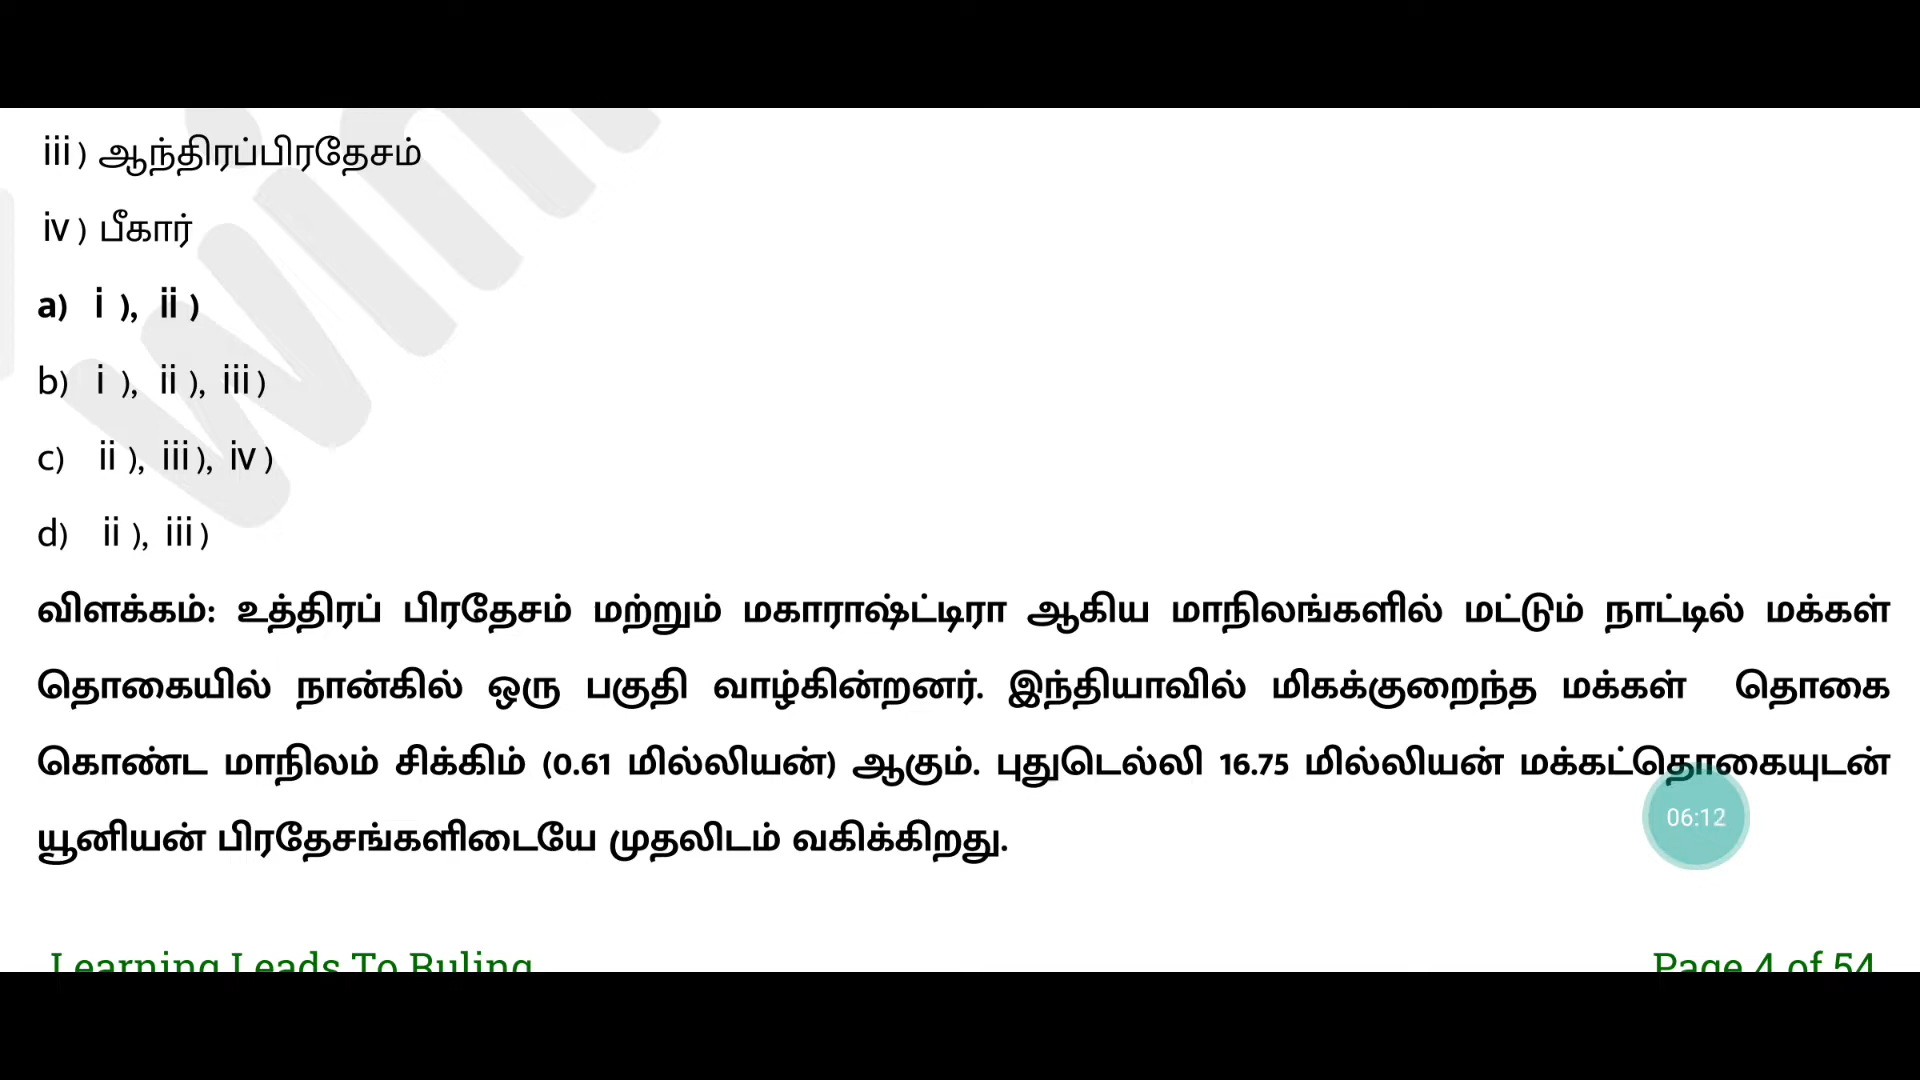 iii) ஆந்திரப்பிரதேசம்
iv) பீகார்
a) i ), ii )
b) i ), ii ), iii)
c) ii ), iii), iv)
d) ii ), iii)
விளக்கம்: உத்திரப் பிரதேசம் மற்றும் மகாராஷ்ட்டிரா ஆகிய மாநிலங்களில் மட்டும் நாட்டில் மக்கள்
தொகையில் நான்கில் ஒரு பகுதி வாழ்கின்றனர். இந்தியாவில் மிகக்குறைந்த மக்கள் தொகை
கொண்ட மாநிலம் சிக்கிம் (0.61 மில்லியன்) ஆகும். புதுடெல்லி 16.75 மில்லியன் மக்கட்தொகையுடன்
06:12
யூனியன் பிரதேசங்களிடையே முதலிடம் வகிக்கிறது.
Learning Leads To Ruling
Page 4 of 54